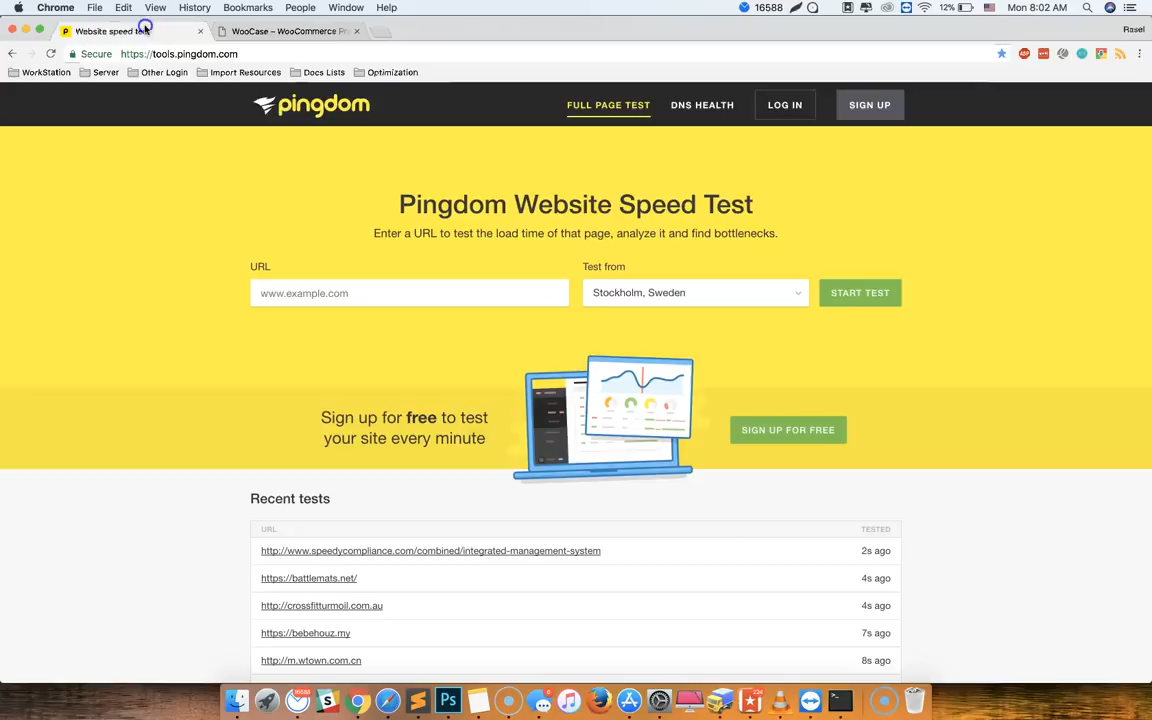 Chrome File Edit View History Bookmarks People Window Help 16588 12% Mon 8:02 AM
Website speed te WooCase – WooCommerce Pr Rasel
Secure https://tools.pingdom.com
WorkStation Server Other Login Import Resources Docs Lists Optimization
pingdom FULL PAGE TEST DNS HEALTH LOG IN SIGN UP
Pingdom Website Speed Test
Enter a URL to test the load time of that page, analyze it and find bottlenecks.
URL Test from
www.example.com Stockholm, Sweden START TEST
Sign up for free to test
your site every minute
SIGN UP FOR FREE
Recent tests
URL TESTED
http://www.speedycompliance.com/combined/integrated-management-system 2s ago
https://battlemats.net/ 4s ago
http://crossfitturmoil.com.au 4s ago
https://bebehouz.my 7s ago
http://m.wtown.com.cn 8s ago
16588 S Ps